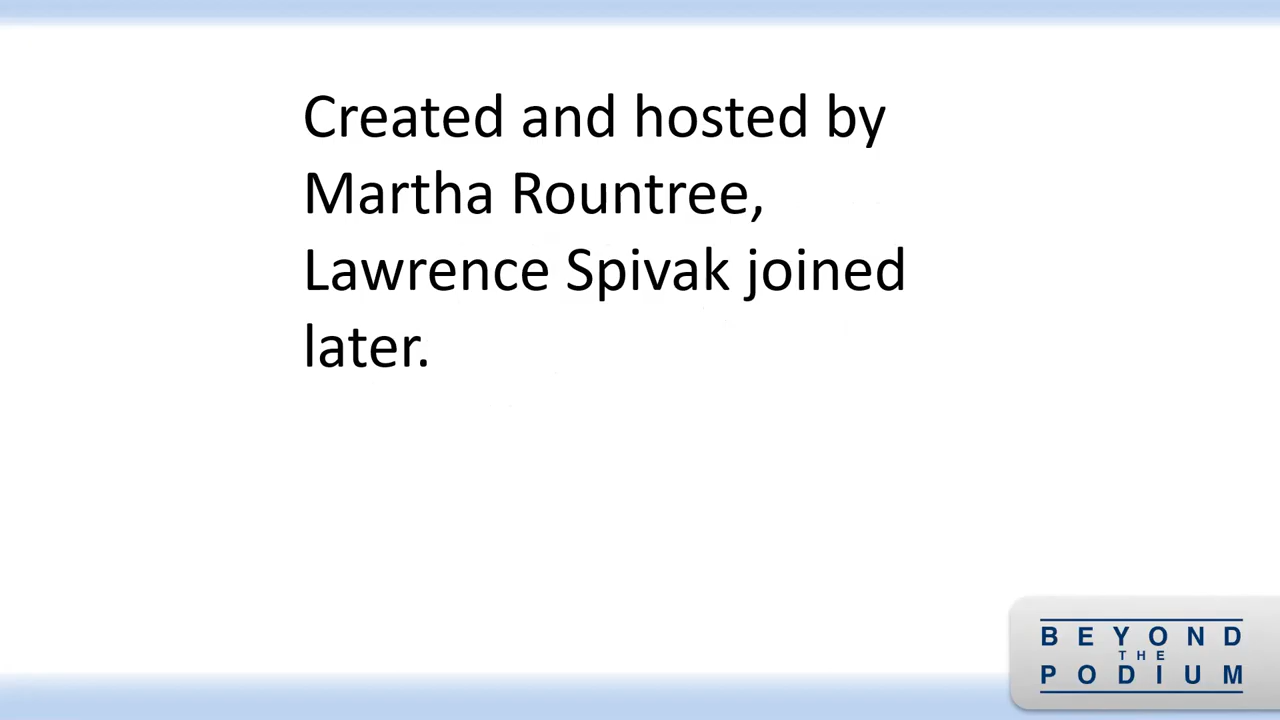 Created and hosted by
Martha Rountree,
Lawrence Spivak joined
later.
BEYOND
THE
PODIUM